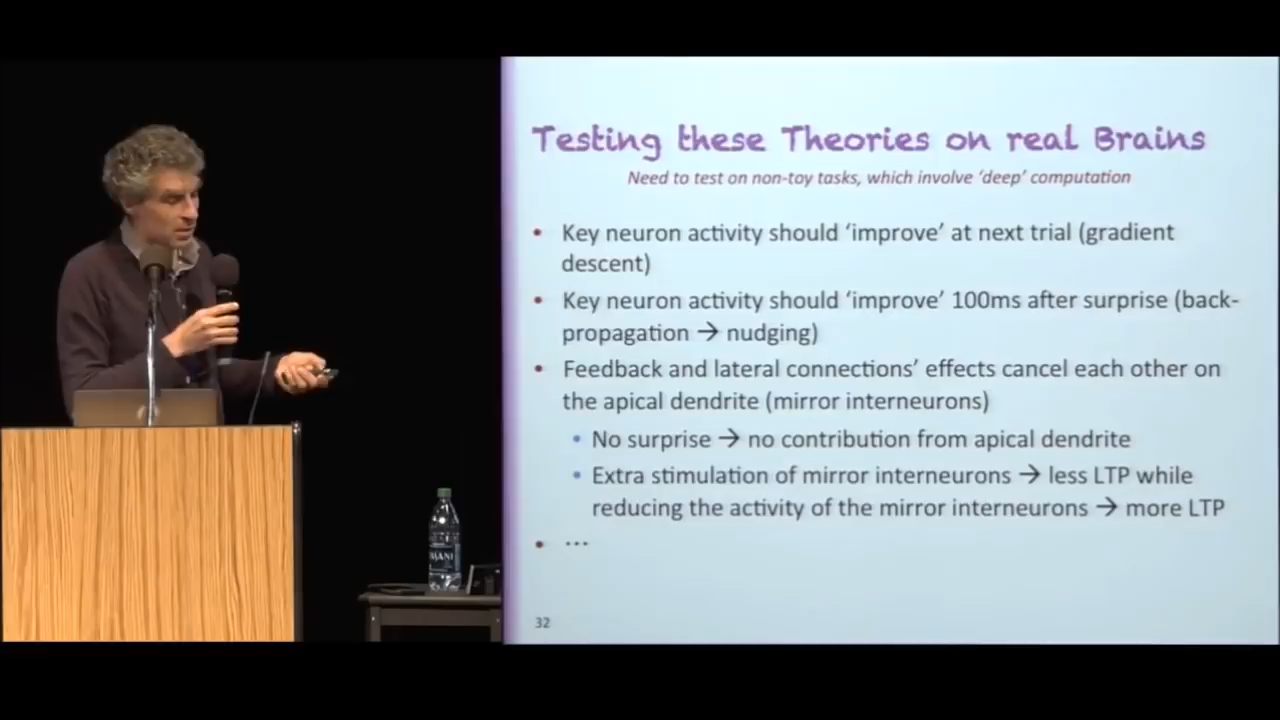 Testing these Theories on real Brains
Need to test on non-toy tasks, which involve ‘deep’ computation
• Key neuron activity should ‘improve’ at next trial (gradient
descent)
• Key neuron activity should ‘improve’ 100ms after surprise (back-
propagation → nudging)
• Feedback and lateral connections’ effects cancel each other on
the apical dendrite (mirror interneurons)
• No surprise → no contribution from apical dendrite
• Extra stimulation of mirror interneurons → less LTP while
reducing the activity of the mirror interneurons → more LTP
• ...
32